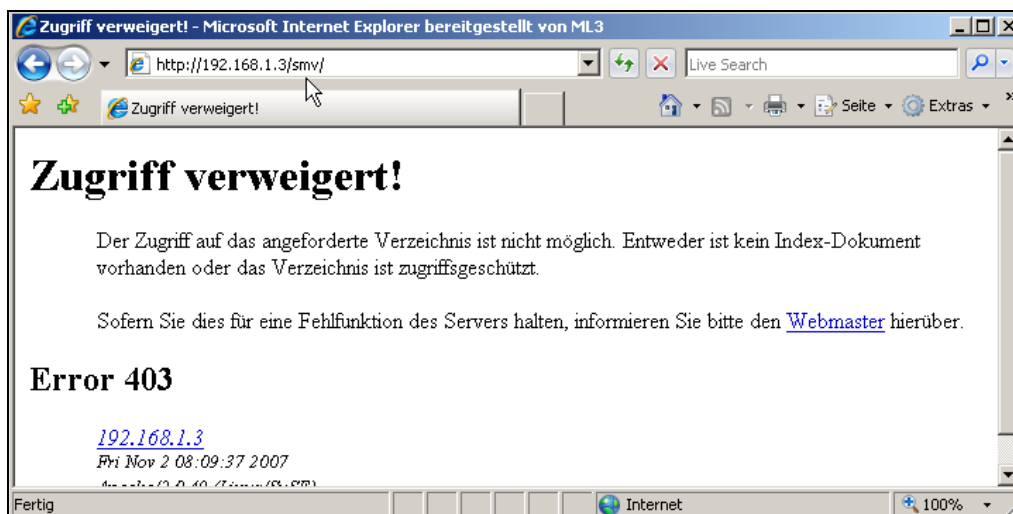 Zugriff verweigert! - Microsoft Internet Explorer bereitgestellt von ML3
http://192.168.1.3/smv/
Live Search
Zugriff verweigert!
Seite
Extras
»
Zugriff verweigert!
Der Zugriff auf das angeforderte Verzeichnis ist nicht möglich. Entweder ist kein Index-Dokument
vorhanden oder das Verzeichnis ist zugriffsgeschützt.
Sofern Sie dies für eine Fehlfunktion des Servers halten, informieren Sie bitte den Webmaster hierüber.
Error 403
192.168.1.3
Fri Nov 2 08:09:37 2007
Fertig
Internet
100%